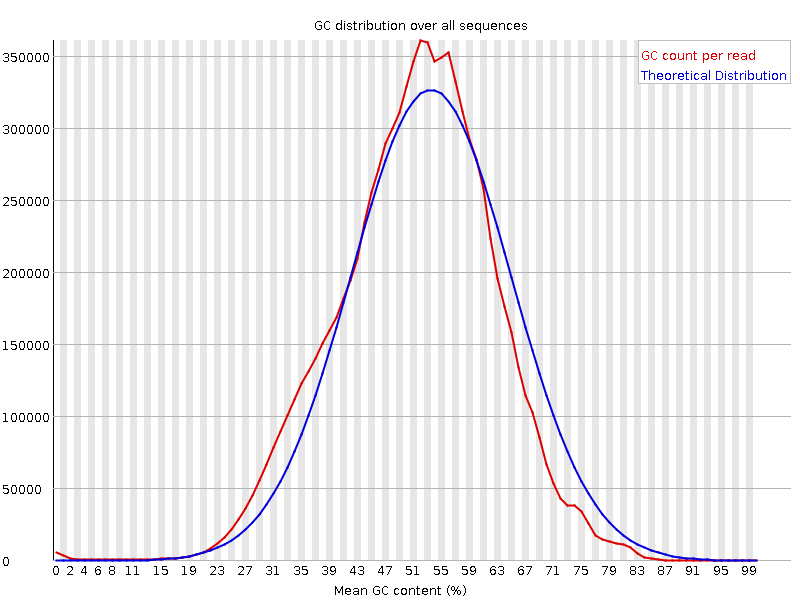 GC distribution over all sequences
GC count per read
Theoretical Distribution
350000
300000
250000
200000
150000
100000
50000
0
0 2 4 6 8 11 15 19 23 27 31 35 39 43 47 51 55 59 63 67 71 75 79 83 87 91 95 99
Mean GC content (%)